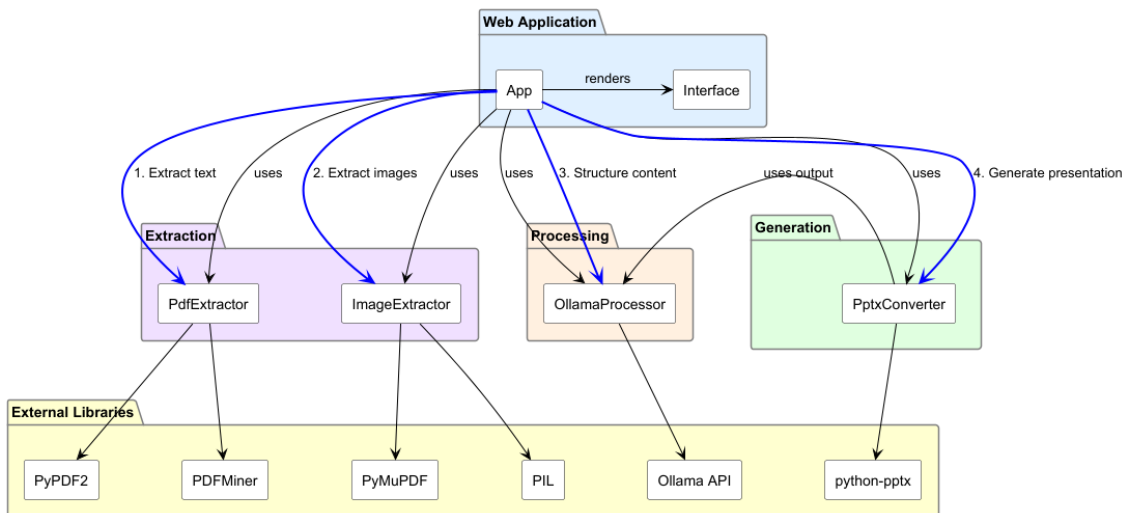 Web Application
App
renders
Interface
1. Extract text
uses
2. Extract images
uses
uses
3. Structure content
uses output
uses
4. Generate presentation
Extraction
Processing
Generation
PdfExtractor
ImageExtractor
OllamaProcessor
PptxConverter
External Libraries
PyPDF2
PDFMiner
PyMuPDF
PIL
Ollama API
python-pptx